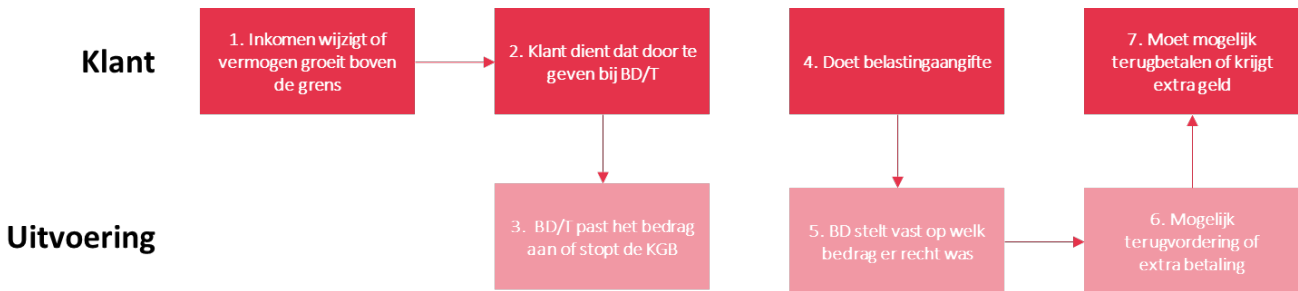 Klant
1. Inkomen wijzigt of
vermogen groeit boven
de grens
2. Klant dient dat door te
geven bij BD/T
4. Doet belastingaangifte
7. Moet mogelijk
terugbetalen of krijgt
extra geld
Uitvoering
3. BD/T past het bedrag
aan of stopt de KGB
5. BD stelt vast op welk
bedrag er recht was
6. Mogelijk
terugvordering of
extra betaling